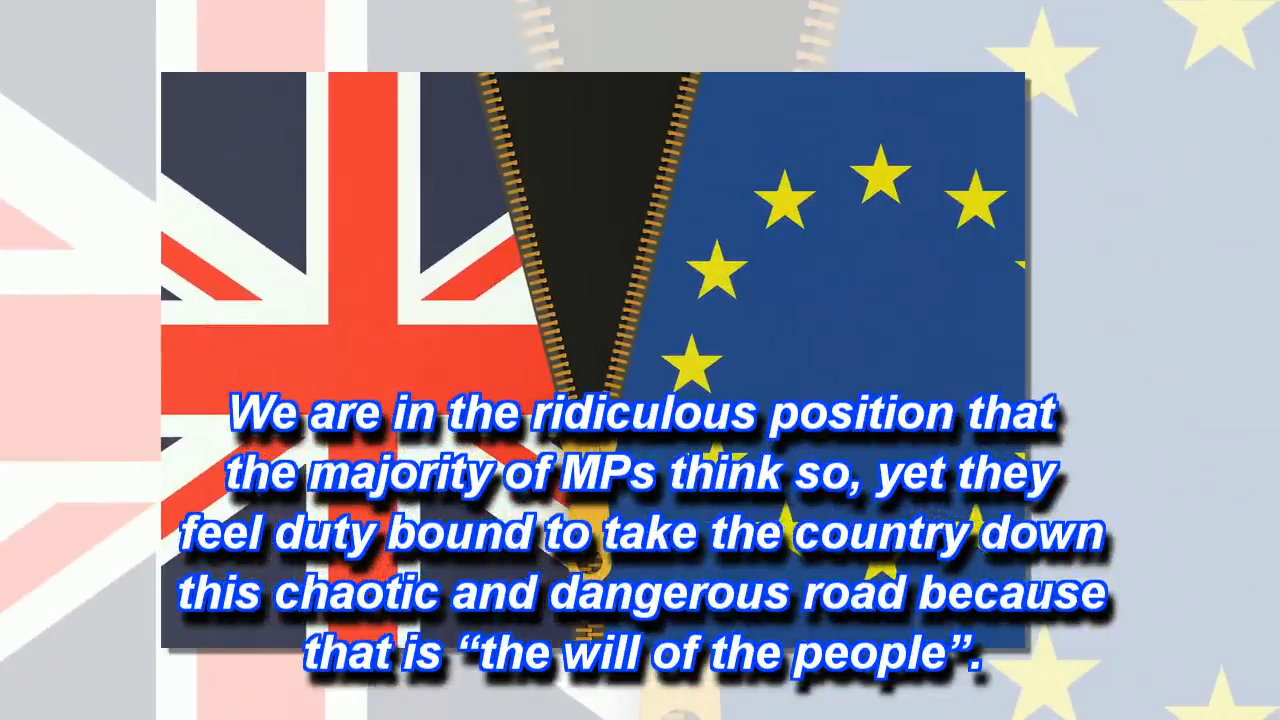 We are in the ridiculous position that
the majority of MPs think so, yet they
feel duty bound to take the country down
this chaotic and dangerous road because
that is “the will of the people”.